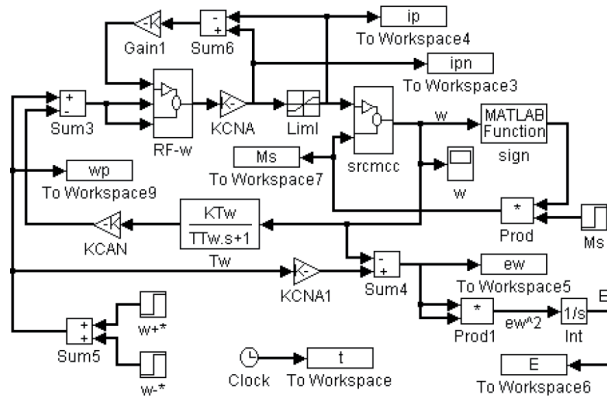 ip
-K-
- +
Gain1
Sum6
To Workspace4
ipn
To Workspace3
+ -
Sum3
RF-w
K-
KCNA
LimI
srcmcc
w
MATLAB Function
sign
wp
To Workspace9
Ms
To Workspace7
w
-K
KCAN
KTw
TTw.s+1
Tw
*
Prod
Ms
K-
KCNA1
- +
Sum4
ew
To Workspace5
*
Prod1
ew^2
1/s
Int
E
+ +
Sum5
w+*
w-*
Clock
t
To Workspace
E
To Workspace6